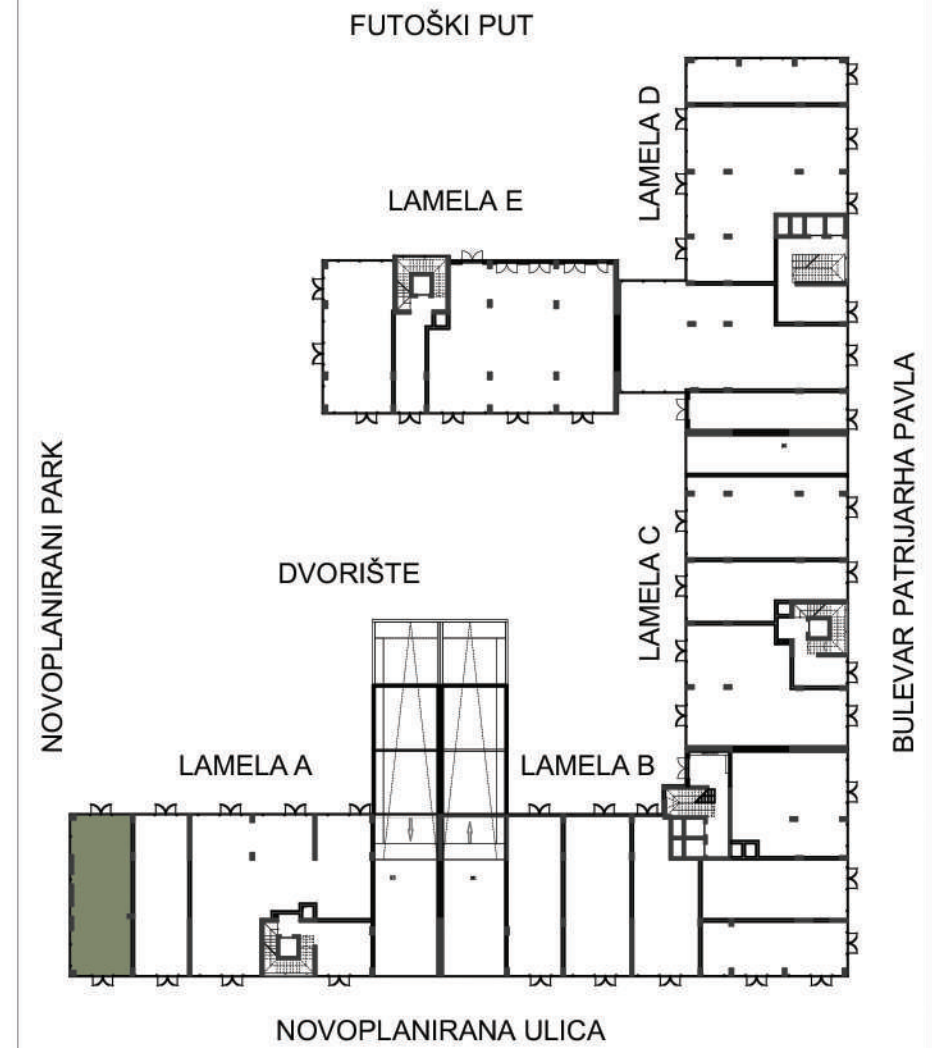 FUTOŠKI PUT
LAMELA D
LAMELA E
BULEVAR PATRIJARHA PAVLA
NOVOPLANIRANI PARK
LAMELA C
DVORIŠTE
LAMELA A
LAMELA B
NOVOPLANIRANA ULICA